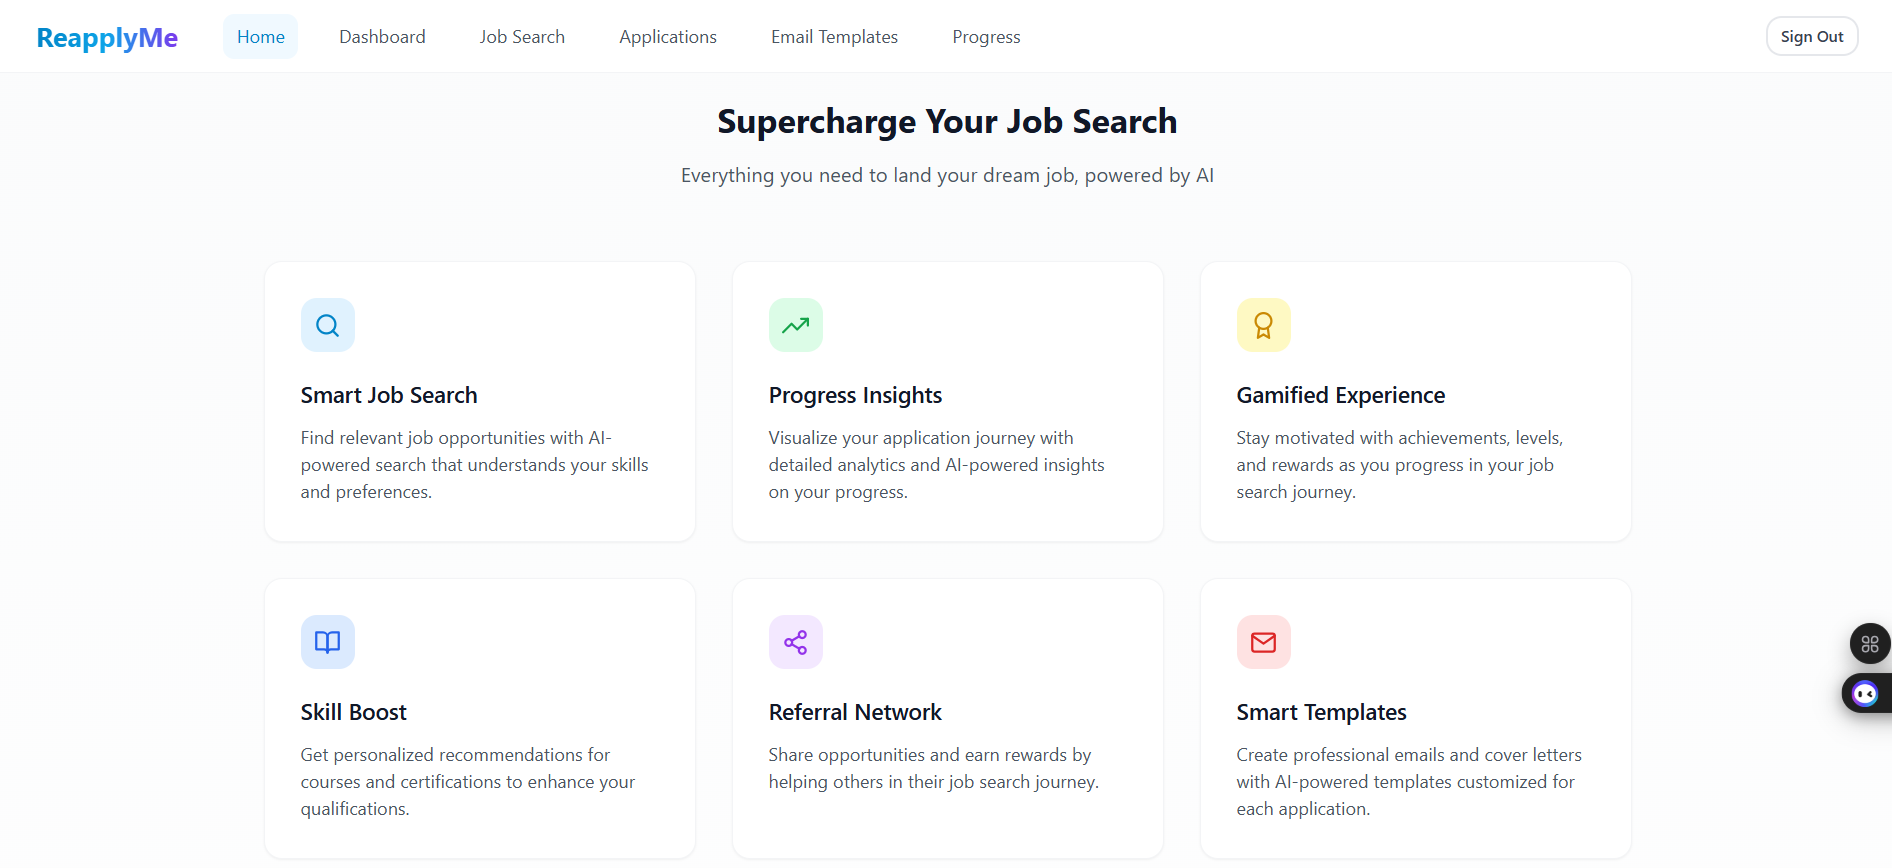 ReapplyMe
Home
Dashboard
Job Search
Applications
Email Templates
Progress
Sign Out
Supercharge Your Job Search
Everything you need to land your dream job, powered by AI
Smart Job Search
Find relevant job opportunities with AI-
powered search that understands your skills
and preferences.
Progress Insights
Visualize your application journey with
detailed analytics and AI-powered insights
on your progress.
Gamified Experience
Stay motivated with achievements, levels,
and rewards as you progress in your job
search journey.
Skill Boost
Get personalized recommendations for
courses and certifications to enhance your
qualifications.
Referral Network
Share opportunities and earn rewards by
helping others in their job search journey.
Smart Templates
Create professional emails and cover letters
with AI-powered templates customized for
each application.